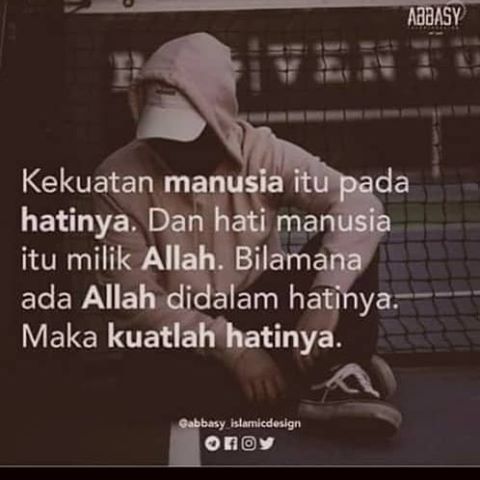 ABBASY
Kekuatan manusia itu pada
hatinya. Dan hati manusia
itu milik Allah. Bilamana
ada Allah didalam hatinya.
Maka kuatlah hatinya.
@abbasy_islamicdesign